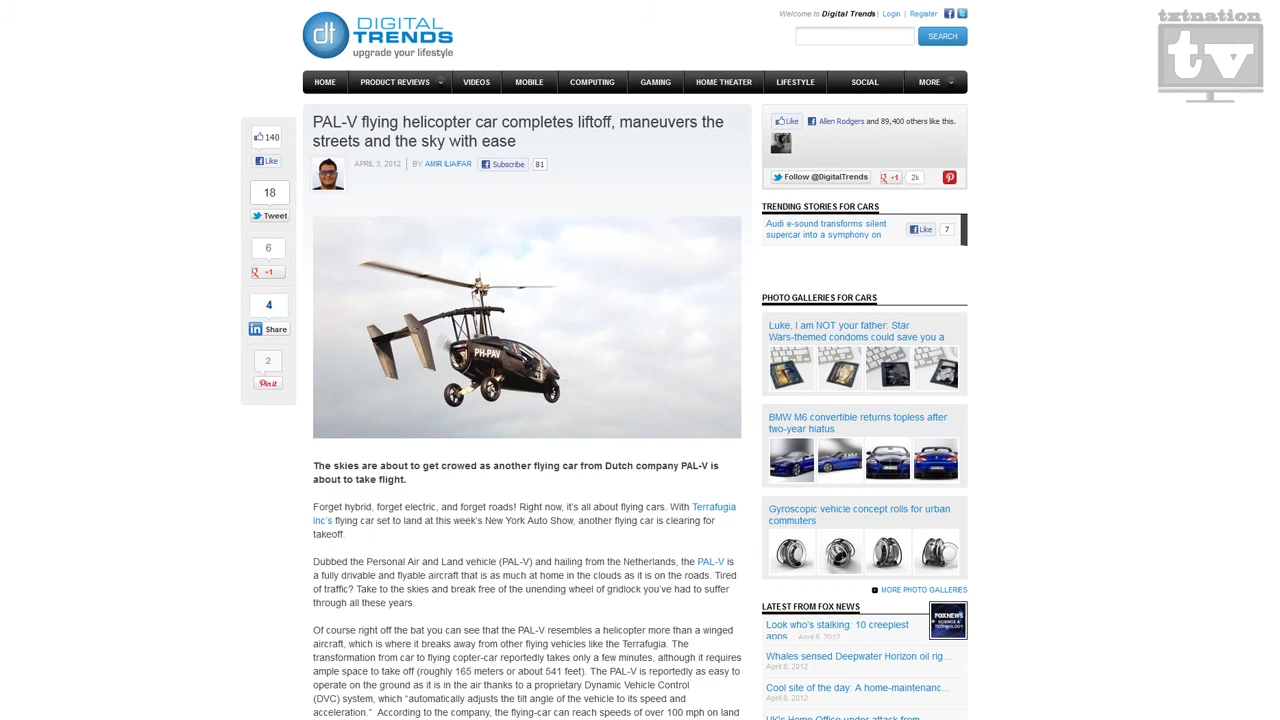 txtnation
tv
dt
DIGITAL
TRENDS
upgrade your lifestyle
Welcome to Digital Trends | Login | Register
SEARCH
HOME PRODUCT REVIEWS VIDEOS MOBILE COMPUTING GAMING HOME THEATER LIFESTYLE SOCIAL MORE
140
Like
18
Tweet
6
+1
4
in Share
2
Pin it
PAL-V flying helicopter car completes liftoff, maneuvers the
streets and the sky with ease
APRIL 3, 2012 BY AMIR ILIAIFAR Subscribe 81
PH-PAV
The skies are about to get crowed as another flying car from Dutch company PAL-V is
about to take flight.
Forget hybrid, forget electric, and forget roads! Right now, it's all about flying cars. With Terrafugia
Inc's flying car set to land at this week's New York Auto Show, another flying car is clearing for
takeoff.
Dubbed the Personal Air and Land vehicle (PAL-V) and hailing from the Netherlands, the PAL-V is
a fully drivable and flyable aircraft that is as much at home in the clouds as it is on the roads. Tired
of traffic? Take to the skies and break free of the unending wheel of gridlock you've had to suffer
through all these years.
Of course right off the bat you can see that the PAL-V resembles a helicopter more than a winged
aircraft, which is where it breaks away from other flying vehicles like the Terrafugia. The
transformation from car to flying copter-car reportedly takes only a few minutes, although it requires
ample space to take off (roughly 165 meters or about 541 feet). The PAL-V is reportedly as easy to
operate on the ground as it is in the air thanks to a proprietary Dynamic Vehicle Control
(DVC) system, which "automatically adjusts the tilt angle of the vehicle to its speed and
acceleration." According to the company, the flying-car can reach speeds of over 100 mph on land
Like Allen Rodgers and 89,400 others like this.
Follow @DigitalTrends +1 2k
TRENDING STORIES FOR CARS
Audi e-sound transforms silent
supercar into a symphony on
Like 7
PHOTO GALLERIES FOR CARS
Luke, I am NOT your father: Star
Wars-themed condoms could save you a
BMW M6 convertible returns topless after
two-year hiatus
Gyroscopic vehicle concept rolls for urban
commuters
MORE PHOTO GALLERIES
LATEST FROM FOX NEWS
FOXNEWS
SCIENCE &
TECHNOLOGY
Look who's stalking: 10 creepiest
apps April 8, 2012
Whales sensed Deepwater Horizon oil rig...
April 8, 2012
Cool site of the day: A home-maintenanc...
April 8, 2012
UK's Home Office under attack from